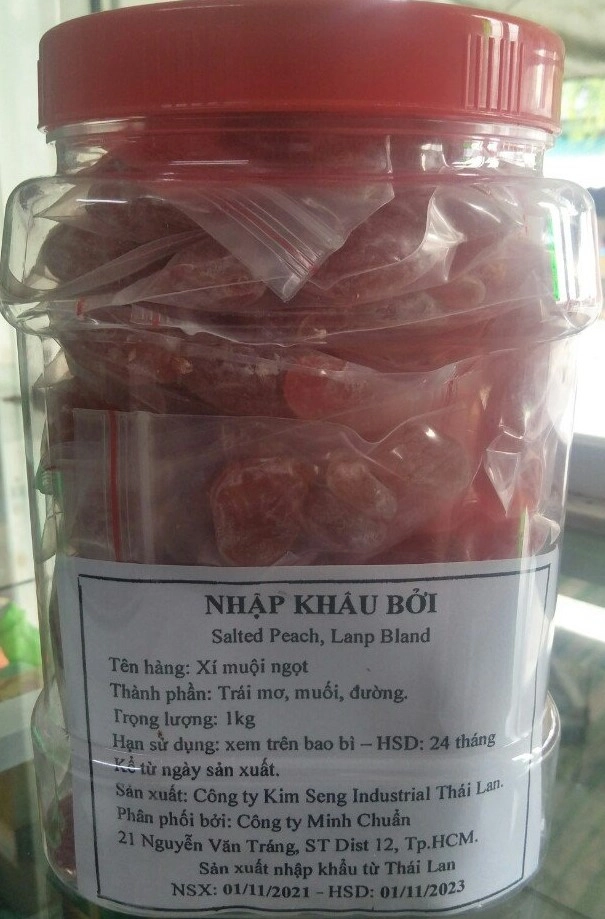 NHẬP KHẨU BỞI
Salted Peach, Lanp Bland
Tên hàng: Xí muội ngọt
Thành phần: Trái mơ, muối, đường.
Trọng lượng: 1kg
Hạn sử dụng: xem trên bao bì – HSD: 24 tháng
Kể từ ngày sản xuất.
Sản xuất: Công ty Kim Seng Industrial Thái Lan.
Phân phối bởi: Công ty Minh Chuẩn
21 Nguyễn Văn Tráng, ST Dist 12, Tp.HCM.
Sản xuất nhập khẩu từ Thái Lan
NSX: 01/11/2021 - HSD: 01/11/2023